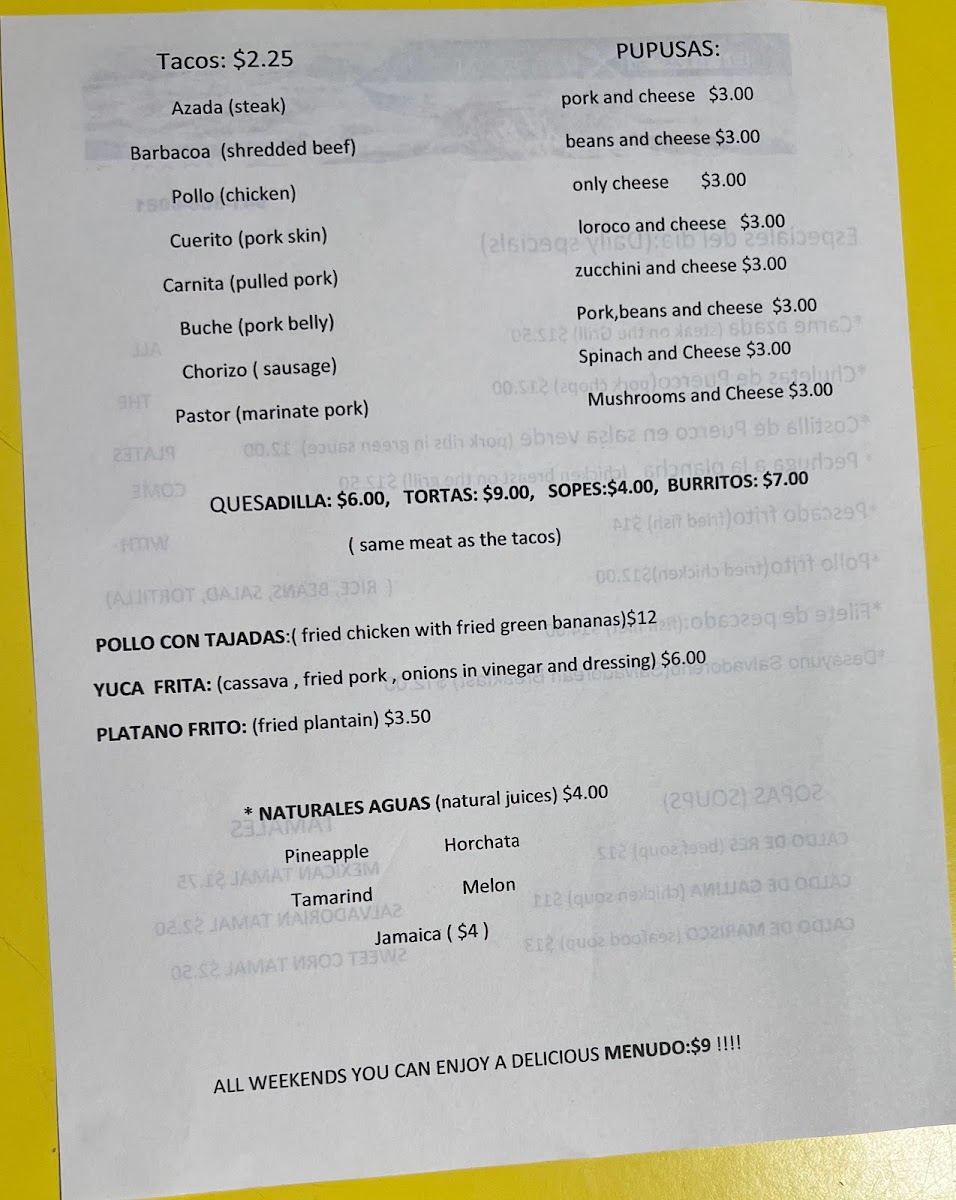 Tacos: $2.25
Azada (steak)
Barbacoa (shredded beef)
Pollo (chicken)
Cuerito (pork skin)
Carnita (pulled pork)
Buche (pork belly)
Chorizo ( sausage)
Pastor (marinate pork)
PUPUSAS:
pork and cheese $3.00
beans and cheese $3.00
only cheese $3.00
loroco and cheese $3.00
zucchini and cheese $3.00
Pork,beans and cheese $3.00
Spinach and Cheese $3.00
Mushrooms and Cheese $3.00
QUESADILLA: $6.00, TORTAS: $9.00, SOPES:$4.00, BURRITOS: $7.00
( same meat as the tacos)
POLLO CON TAJADAS:( fried chicken with fried green bananas)$12
YUCA FRITA: (cassava , fried pork , onions in vinegar and dressing) $6.00
PLATANO FRITO: (fried plantain) $3.50
* NATURALES AGUAS (natural juices) $4.00
Pineapple Horchata
Tamarind Melon
Jamaica ( $4 )
ALL WEEKENDS YOU CAN ENJOY A DELICIOUS MENUDO:$9 !!!!